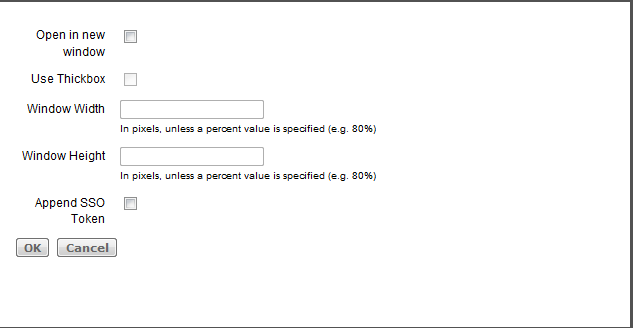 Open in new
window
Use Thickbox
Window Width
In pixels, unless a percent value is specified (e.g. 80%)
Window Height
In pixels, unless a percent value is specified (e.g. 80%)
Append SSO
Token
OK Cancel